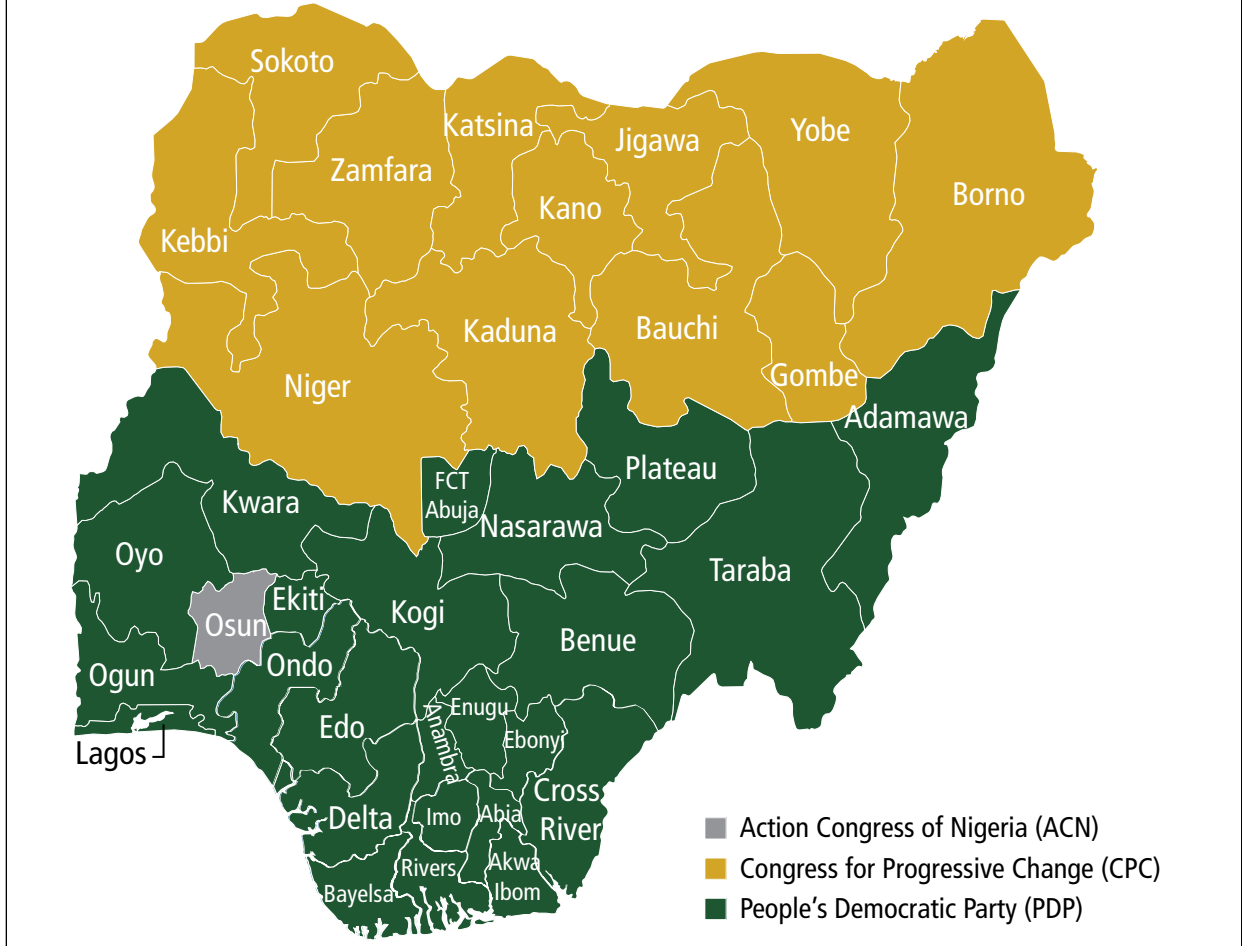 Sokoto
Katsina
Jigawa
Yobe
Zamfara
Borno
Kano
Kebbi
Kaduna
Bauchi
Niger
Gombe
Adamawa
Plateau
FCT
Abuja
Kwara
Nasarawa
Oyo
Taraba
Ekiti
Kogi
Osun
Benue
Ondo
Ogun
Enugu
Anambra
Edo
Ebonyi
Lagos
Cross
River
Delta
Imo
Abia
Rivers
Akwa
Ibom
Bayelsa
Action Congress of Nigeria (ACN)
Congress for Progressive Change (CPC)
People's Democratic Party (PDP)